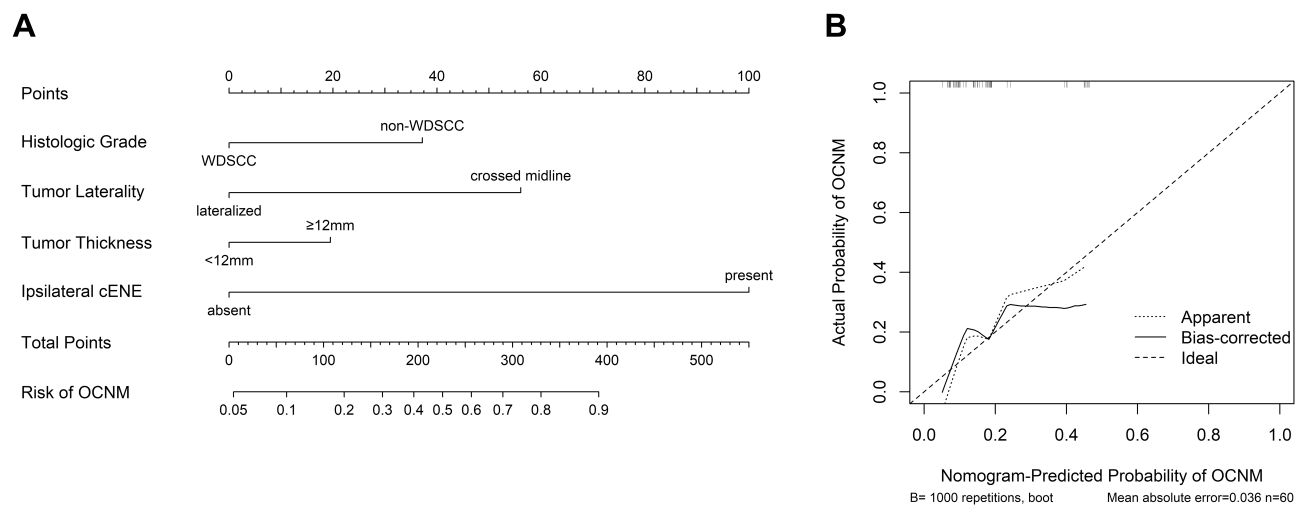 A
0 20 40 60 80 100
Points
non-WDSCC
Histologic Grade
WDSCC
crossed midline
Tumor Laterality
lateralized
≥12mm
Tumor Thickness
<12mm
present
Ipsilateral cENE
absent
Total Points
0 100 200 300 400 500
Risk of OCNM
0.05 0.1 0.2 0.3 0.4 0.5 0.6 0.7 0.8 0.9
B
Actual Probability of OCNM
1.0
0.8
0.6
0.4
0.2
0.0
Apparent
Bias-corrected
Ideal
0.0 0.2 0.4 0.6 0.8 1.0
Nomogram-Predicted Probability of OCNM
B= 1000 repetitions, boot Mean absolute error=0.036 n=60